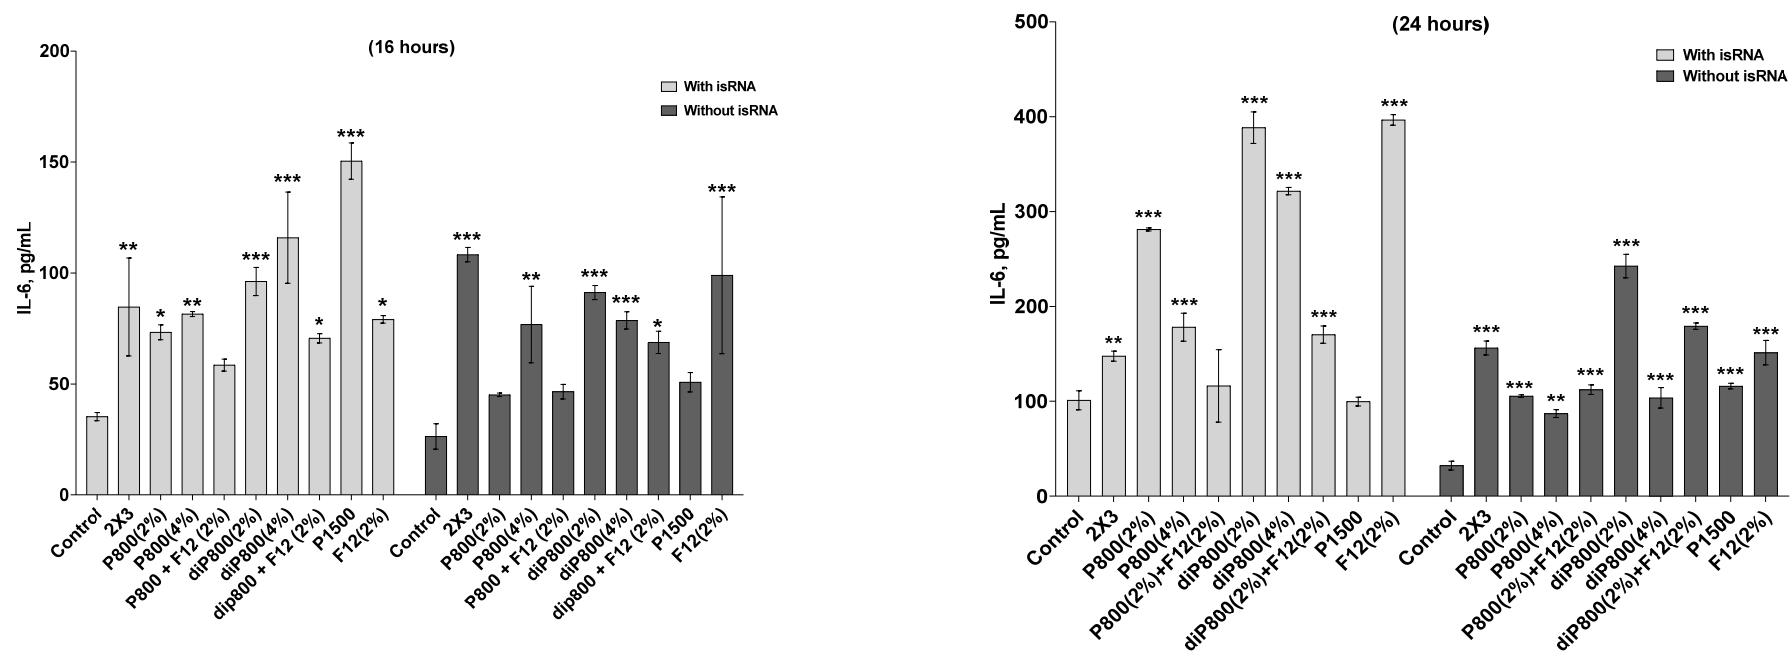 (16 hours)
200
150
100
50
0
IL-6, pg/mL
With isRNA
Without isRNA
** * ** *** *** * *** * *** ** *** *** * ***
Control 2X3 P800(2%) P800(4%) P800 + F12 (2%) diP800(2%) diP800(4%) dip800 + F12 (2%) P1500 F12(2%)
Control 2X3 P800(2%) P800(4%) P800 + F12 (2%) diP800(2%) diP800(4%) dip800 + F12 (2%) P1500 F12(2%)
(24 hours)
500
400
300
200
100
0
IL-6, pg/mL
With isRNA
Without isRNA
** *** *** *** *** *** *** *** *** ** *** *** *** *** *** ***
Control 2X3 P800(2%) P800(4%) P800(2%)+F12(2%) diP800(2%) diP800(4%) diP800(2%)+F12(2%) P1500 F12(2%)
Control 2X3 P800(2%) P800(4%) P800(2%)+F12(2%) diP800(2%) diP800(4%) diP800(2%)+F12(2%) P1500 F12(2%)